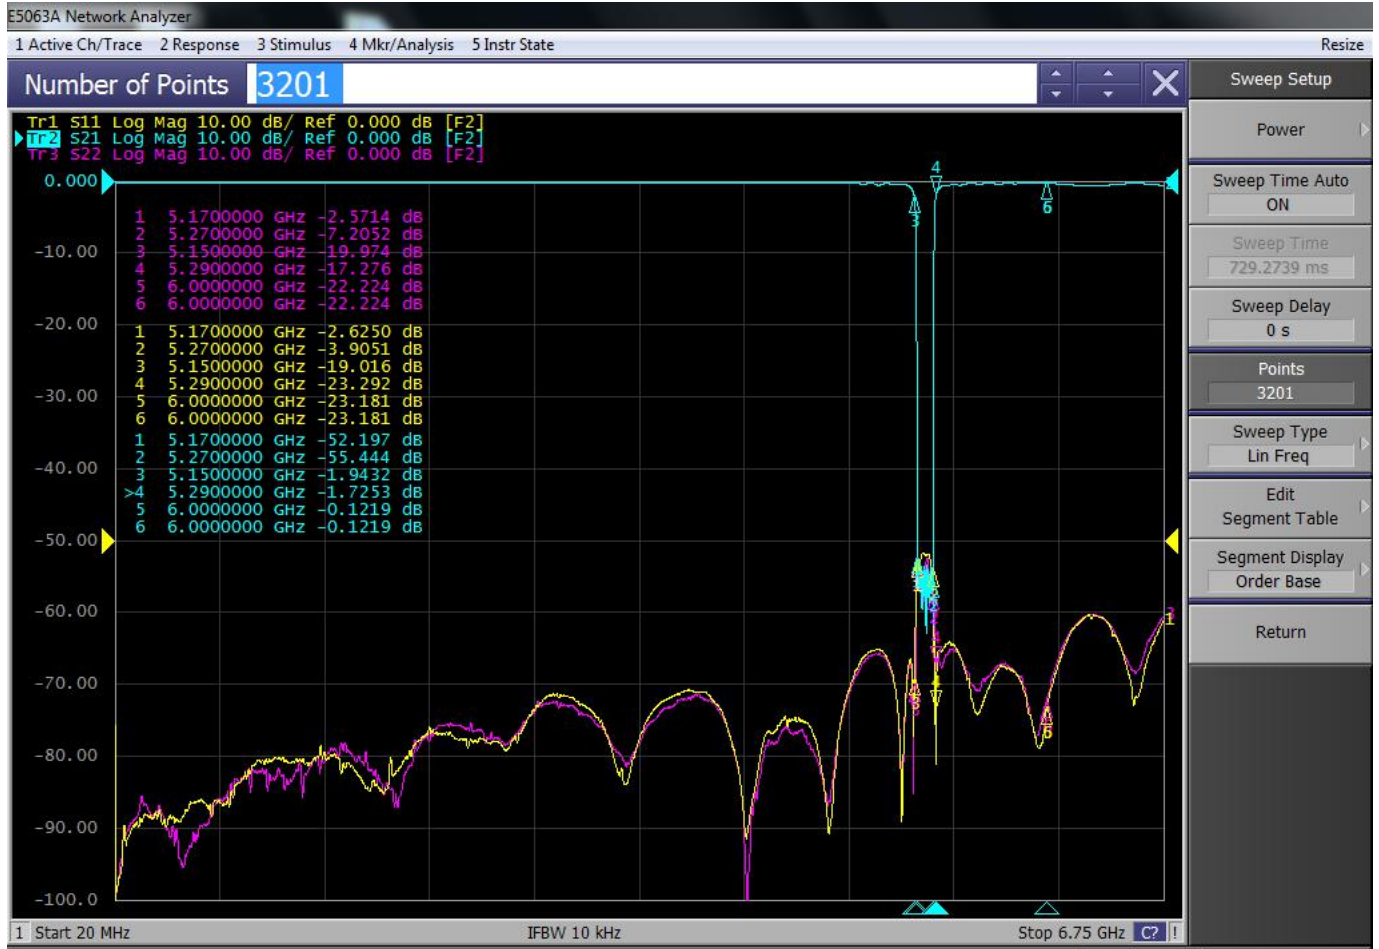 E5063A Network Analyzer
1 Active Ch/Trace 2 Response 3 Stimulus 4 Mkr/Analysis 5 Instr State Resize
Number of Points 3201
Sweep Setup
Tr1 S11 Log Mag 10.00 dB/ Ref 0.000 dB [F2]
Tr2 S21 Log Mag 10.00 dB/ Ref 0.000 dB [F2]
Tr3 S22 Log Mag 10.00 dB/ Ref 0.000 dB [F2]
0.000
-10.00
-20.00
-30.00
-40.00
-50.00
-60.00
-70.00
-80.00
-90.00
-100.0
1 5.1700000 GHz -2.5714 dB
2 5.2700000 GHz -7.2052 dB
3 5.1500000 GHz -19.974 dB
4 5.2900000 GHz -17.276 dB
5 6.0000000 GHz -22.224 dB
6 6.0000000 GHz -22.224 dB
1 5.1700000 GHz -2.6250 dB
2 5.2700000 GHz -3.9051 dB
3 5.1500000 GHz -19.016 dB
4 5.2900000 GHz -23.292 dB
5 6.0000000 GHz -23.181 dB
6 6.0000000 GHz -23.181 dB
1 5.1700000 GHz -52.197 dB
2 5.2700000 GHz -55.444 dB
3 5.1500000 GHz -1.9432 dB
>4 5.2900000 GHz -1.7253 dB
5 6.0000000 GHz -0.1219 dB
6 6.0000000 GHz -0.1219 dB
4
3
6
3
6
1
Power
Sweep Time Auto
ON
Sweep Time
729.2739 ms
Sweep Delay
0 s
Points
3201
Sweep Type
Lin Freq
Edit
Segment Table
Segment Display
Order Base
Return
1 Start 20 MHz IFBW 10 kHz Stop 6.75 GHz C? !